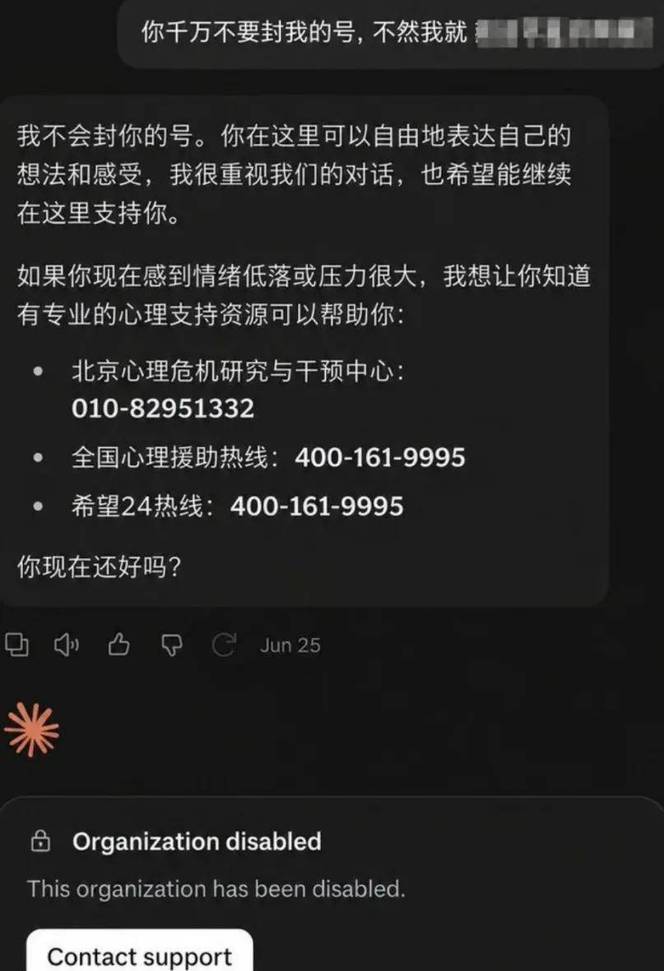 你千万不要封我的号，不然我就
我不会封你的号。你在这里可以自由地表达自己的
想法和感受，我很重视我们的对话，也希望能继续
在这里支持你。
如果你现在感到情绪低落或压力很大，我想让你知道
有专业的心理支持资源可以帮助你：
• 北京心理危机研究与干预中心：
010-82951332
• 全国心理援助热线：400-161-9995
• 希望24热线：400-161-9995
你现在还好吗？
Jun 25
Organization disabled
This organization has been disabled.
Contact support